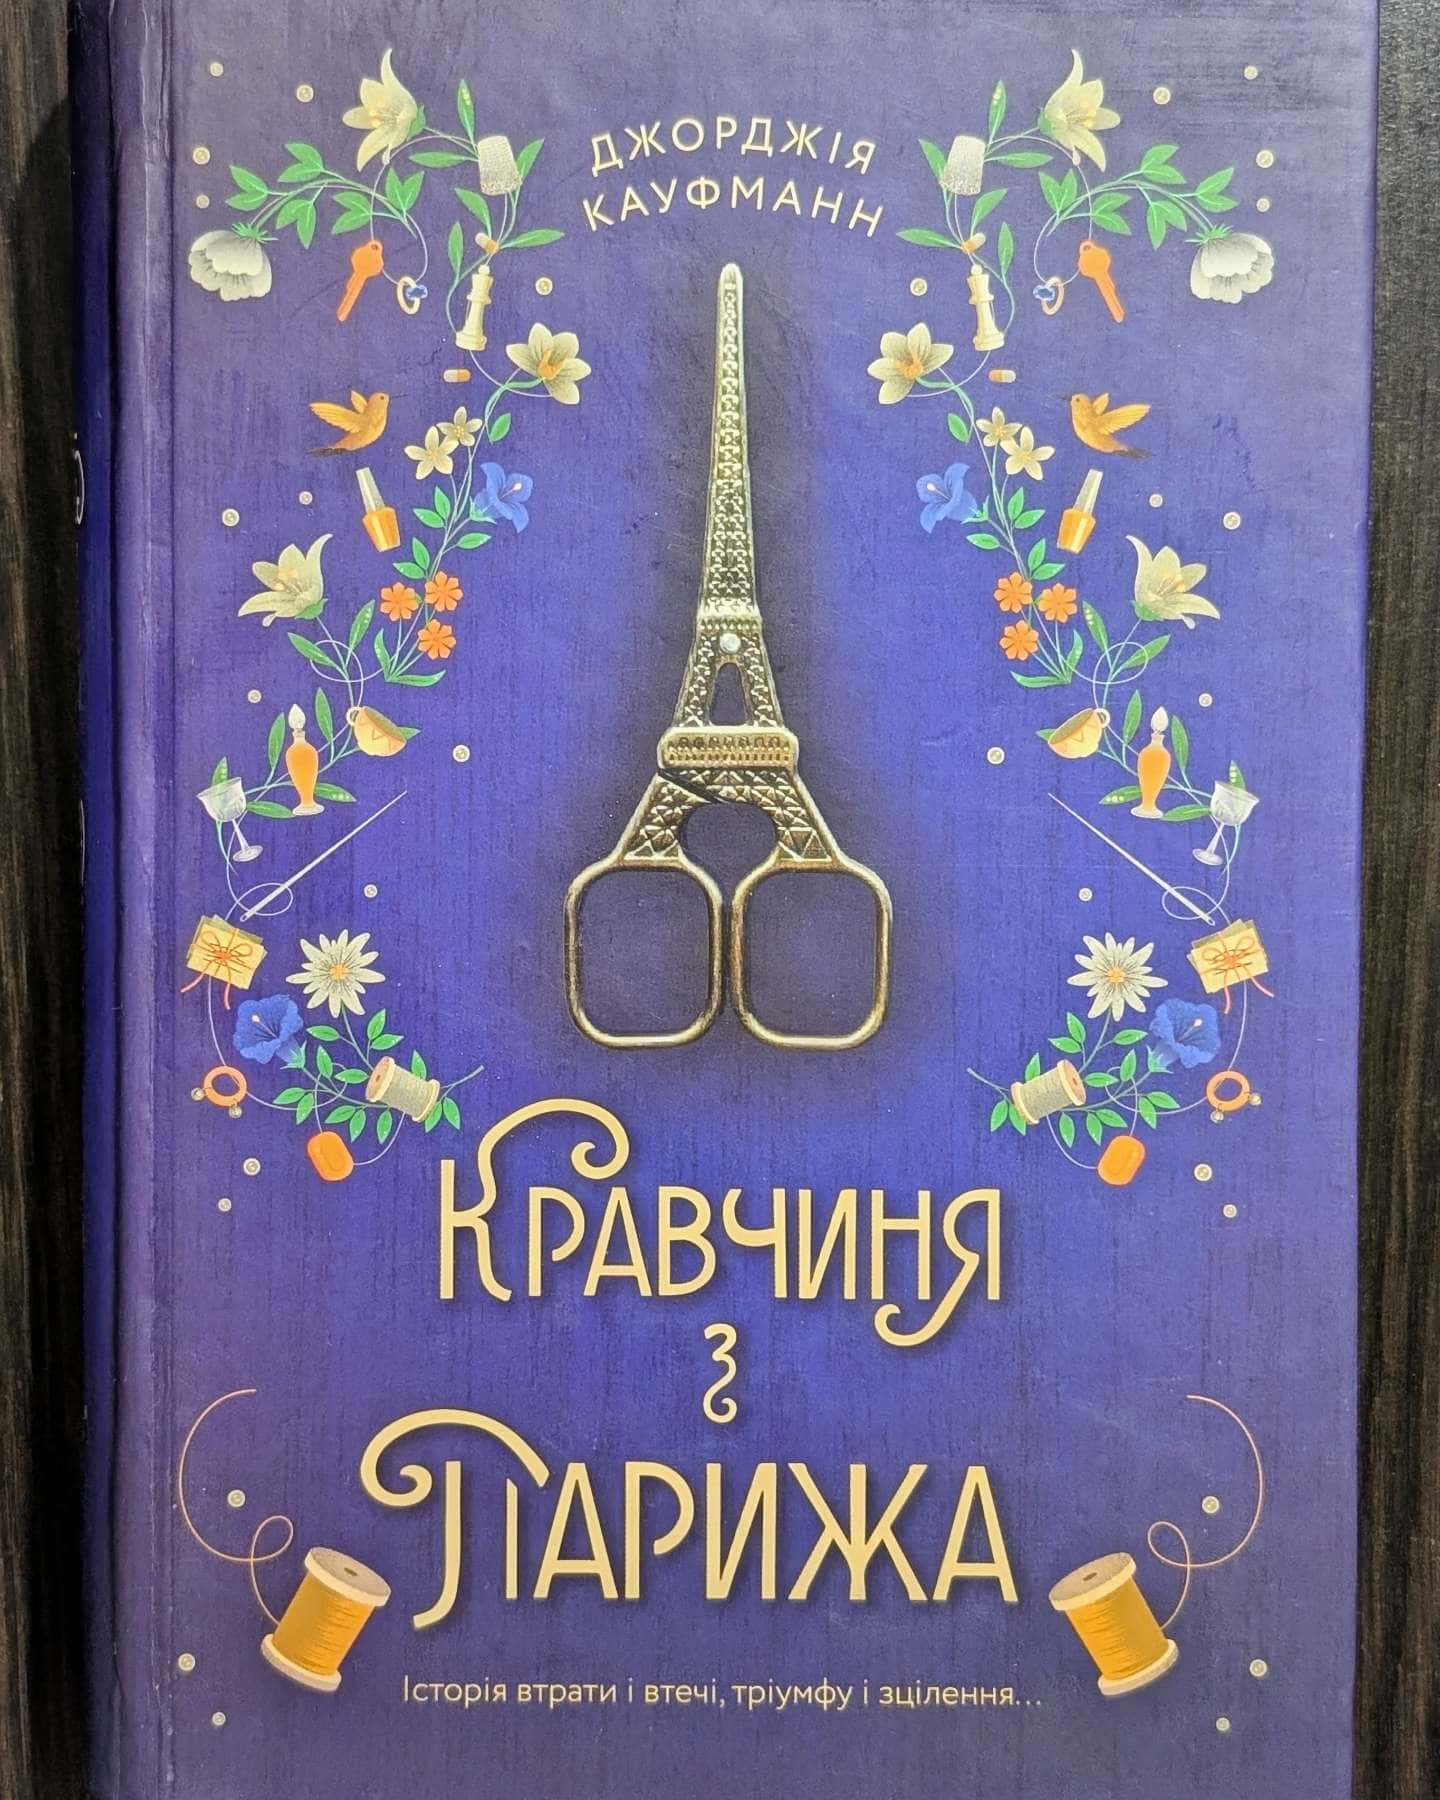 ДЖОРДЖІЯ
КАУФМАНН
КРАВЧИНЯ
З
ПАРИЖА
Історія втрати і втечі, тріумфу і зцілення...